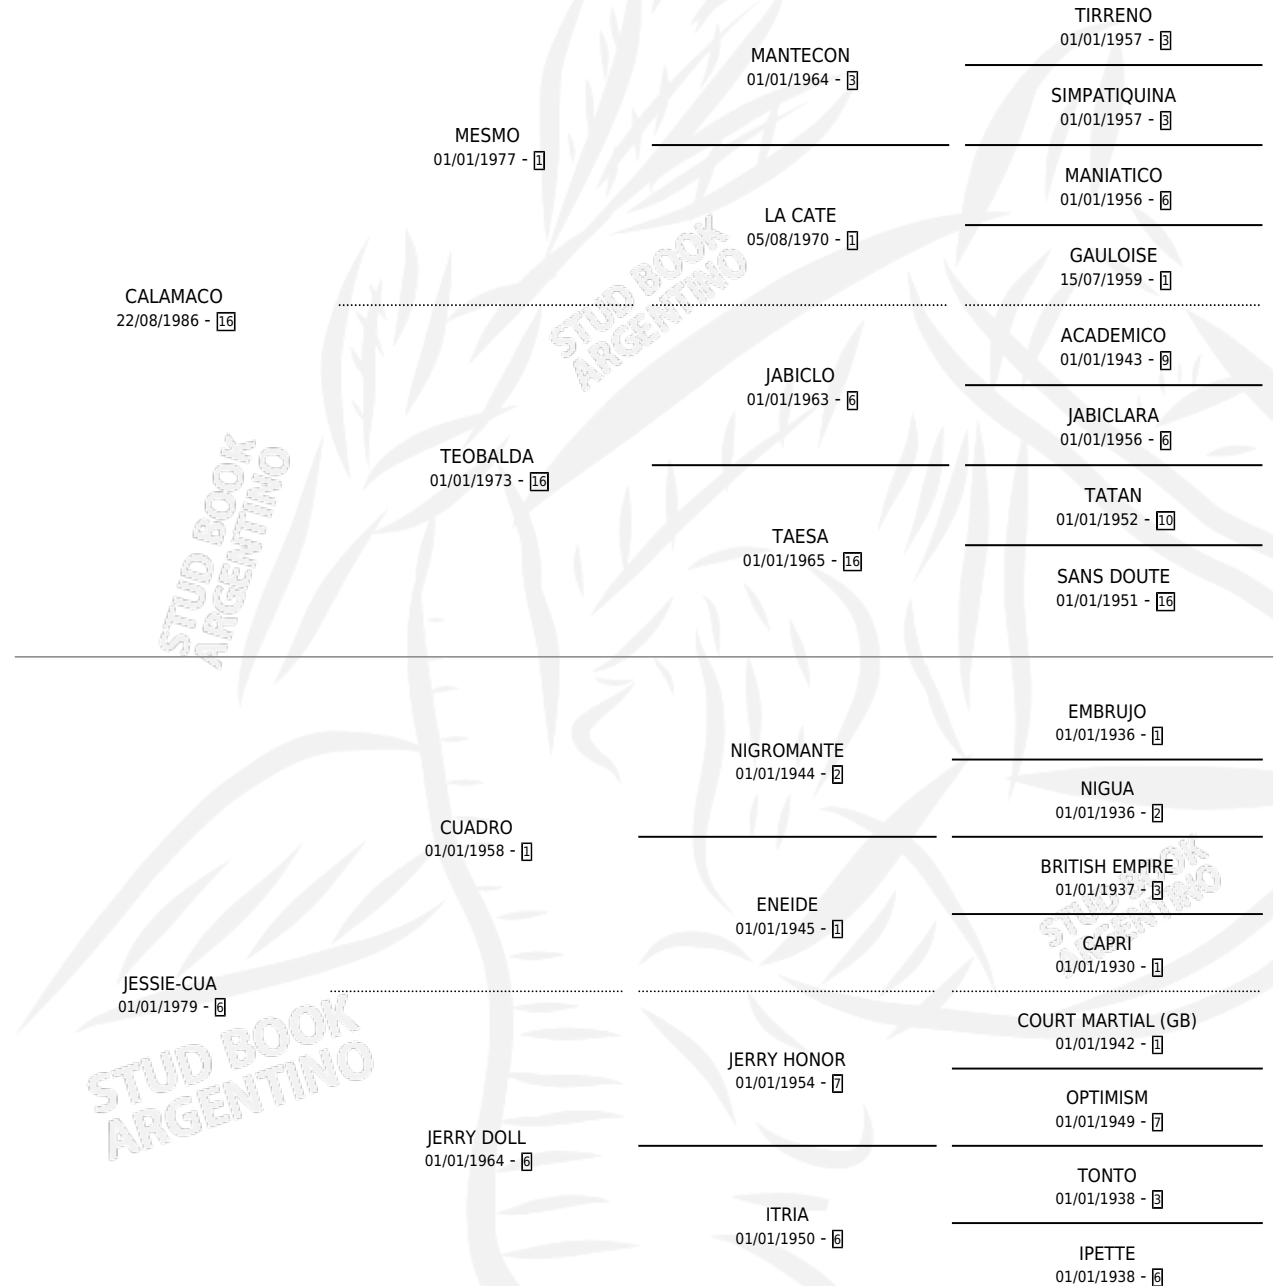 TIRRENO
01/01/1957 - 3
MANTECON
01/01/1964 - 3
SIMPATIQUINA
01/01/1957 - 3
MESMO
01/01/1977 - 1
MANIATICO
01/01/1956 - 6
LA CATE
05/08/1970 - 1
GAULOISE
15/07/1959 - 1
CALAMACO
22/08/1986 - 16
ACADEMICO
01/01/1943 - 9
JABICLO
01/01/1963 - 6
JABICLARA
01/01/1956 - 6
TEOBALDA
01/01/1973 - 16
TATAN
01/01/1952 - 10
TAESA
01/01/1965 - 16
SANS DOUTE
01/01/1951 - 16
EMBRUJO
01/01/1936 - 1
NIGROMANTE
01/01/1944 - 2
NIGUA
01/01/1936 - 2
CUADRO
01/01/1958 - 1
BRITISH EMPIRE
01/01/1937 - 3
ENEIDE
01/01/1945 - 1
CAPRI
01/01/1930 - 1
JESSIE-CUA
01/01/1979 - 6
COURT MARTIAL (GB)
01/01/1942 - 1
JERRY HONOR
01/01/1954 - 7
OPTIMISM
01/01/1949 - 7
JERRY DOLL
01/01/1964 - 6
TONTO
01/01/1938 - 3
ITRIA
01/01/1950 - 6
IPETTE
01/01/1938 - 6
STUD BOOK
ARGENTINO
STUD BOOK
ARGENTINO
STUD BOOK
ARGENTINO
STUD BOOK
ARGENTINO